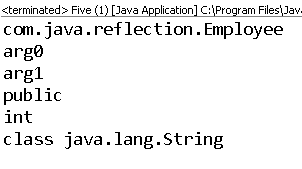 <terminated> Five (1) [Java Application] C:\Program Files\Jav
com.java.reflection.Employee
arg0
arg1
public
int
class java.lang.String